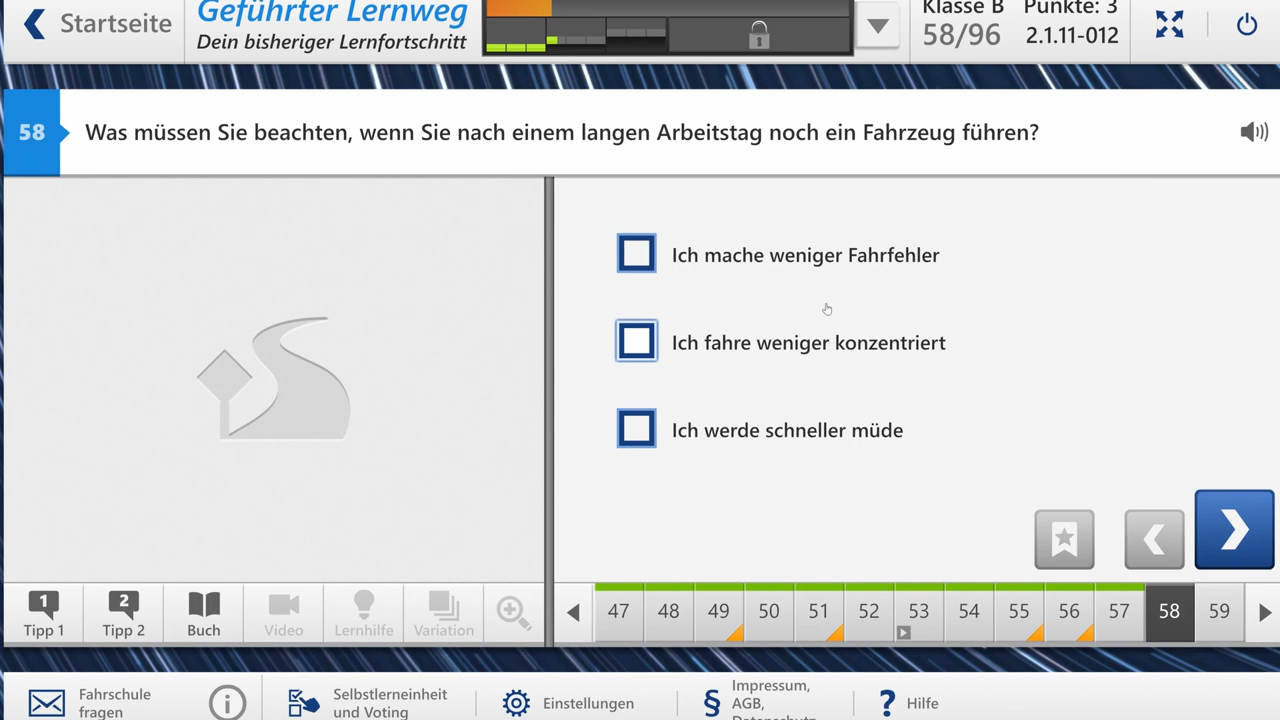 Startseite
Geführter Lernweg
Dein bisheriger Lernfortschritt
Klasse B
58/96
Punkte: 3
2.1.11-012
58
Was müssen Sie beachten, wenn Sie nach einem langen Arbeitstag noch ein Fahrzeug führen?
Ich mache weniger Fahrfehler
Ich fahre weniger konzentriert
Ich werde schneller müde
1
Tipp 1
2
Tipp 2
Buch
Video
Lernhilfe
Variation
47 48 49 50 51 52 53 54 55 56 57 58 59
Fahrschule
fragen
Selbstlerneinheit
und Voting
Einstellungen
§
Impressum,
AGB,
Datenschutz
?
Hilfe